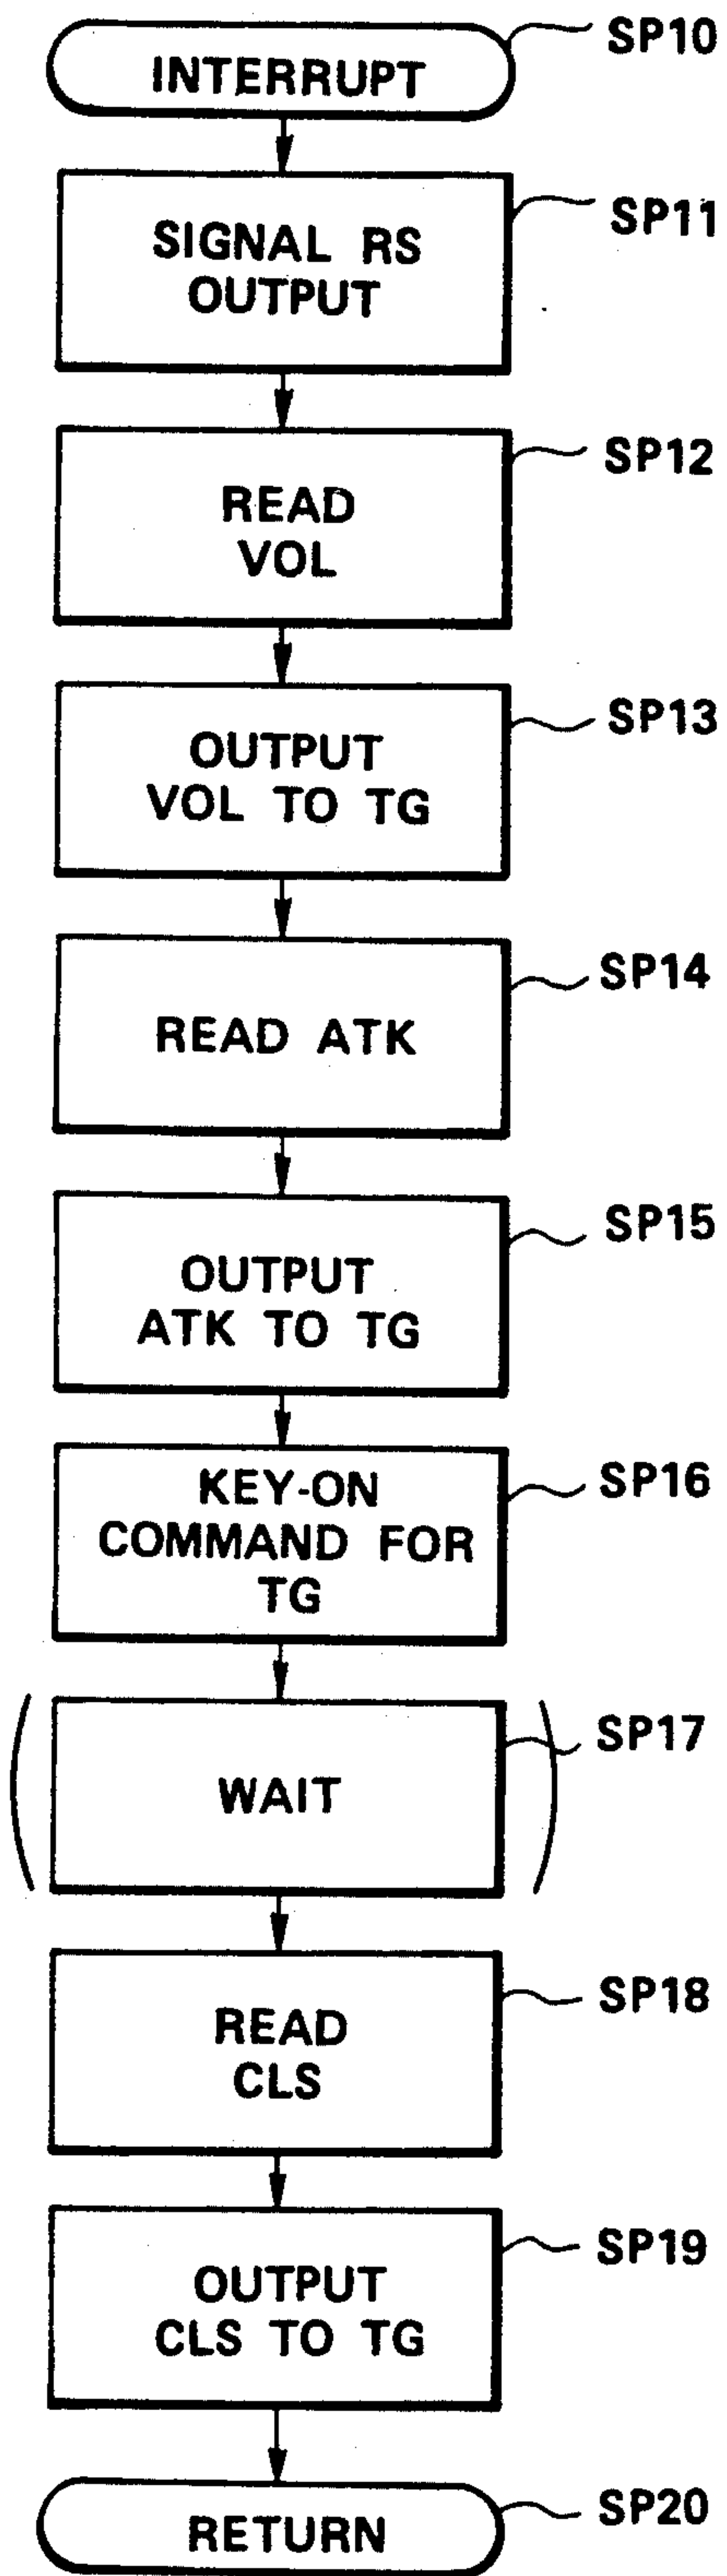 SP10
INTERRUPT
SP11
SIGNAL RS
OUTPUT
SP12
READ
VOL
SP13
OUTPUT
VOL TO TG
SP14
READ ATK
SP15
OUTPUT
ATK TO TG
SP16
KEY-ON
COMMAND FOR
TG
SP17
( WAIT )
SP18
READ
CLS
SP19
OUTPUT
CLS TO TG
SP20
RETURN